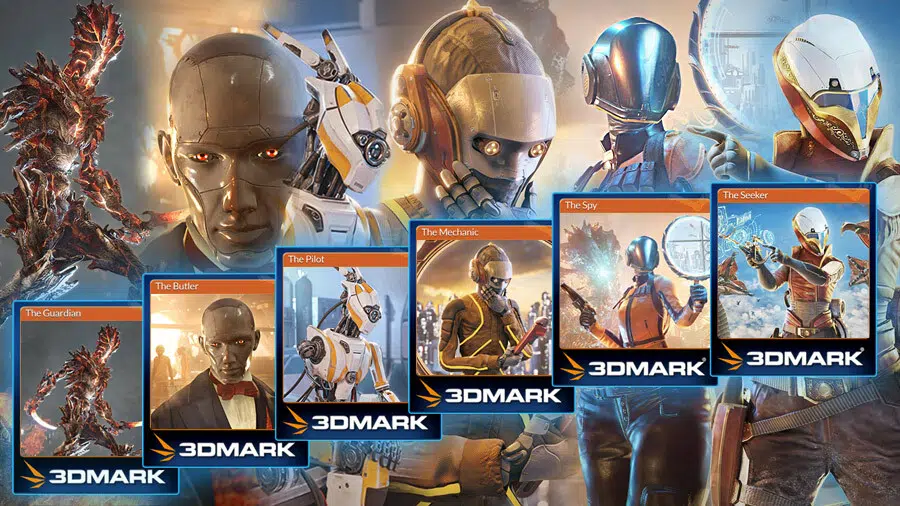 The Guardian
3DMARK
The Butler
3DMARK
The Pilot
3DMARK
The Mechanic
3DMARK
The Spy
3DMARK®
The Seeker
3DMARK®